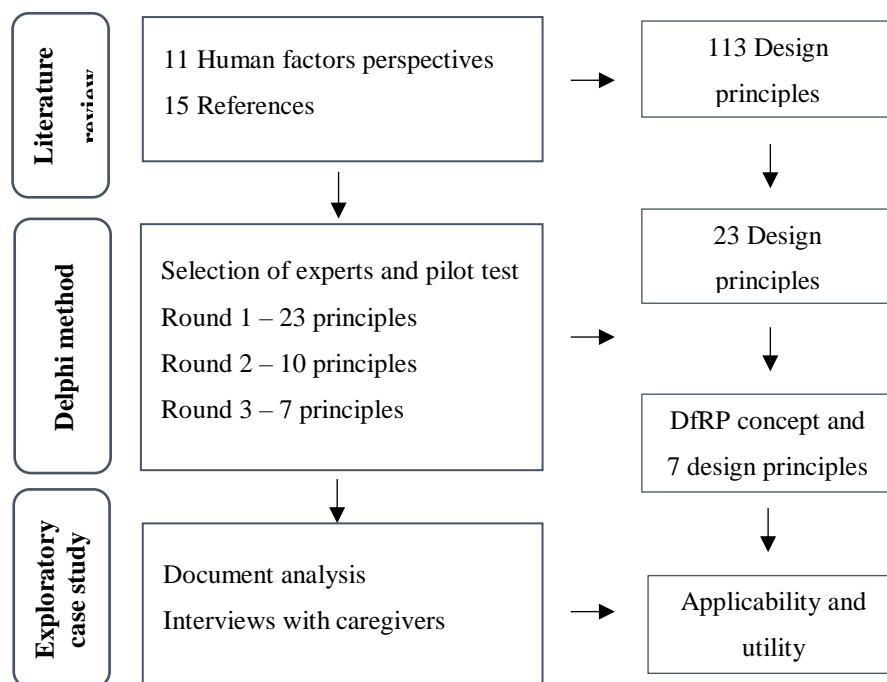 Literature
review
11 Human factors perspectives
15 References
113 Design
principles
23 Design
principles
Delphi method
Selection of experts and pilot test
Round 1 – 23 principles
Round 2 – 10 principles
Round 3 – 7 principles
DfRP concept and
7 design principles
Exploratory
case study
Document analysis
Interviews with caregivers
Applicability and
utility